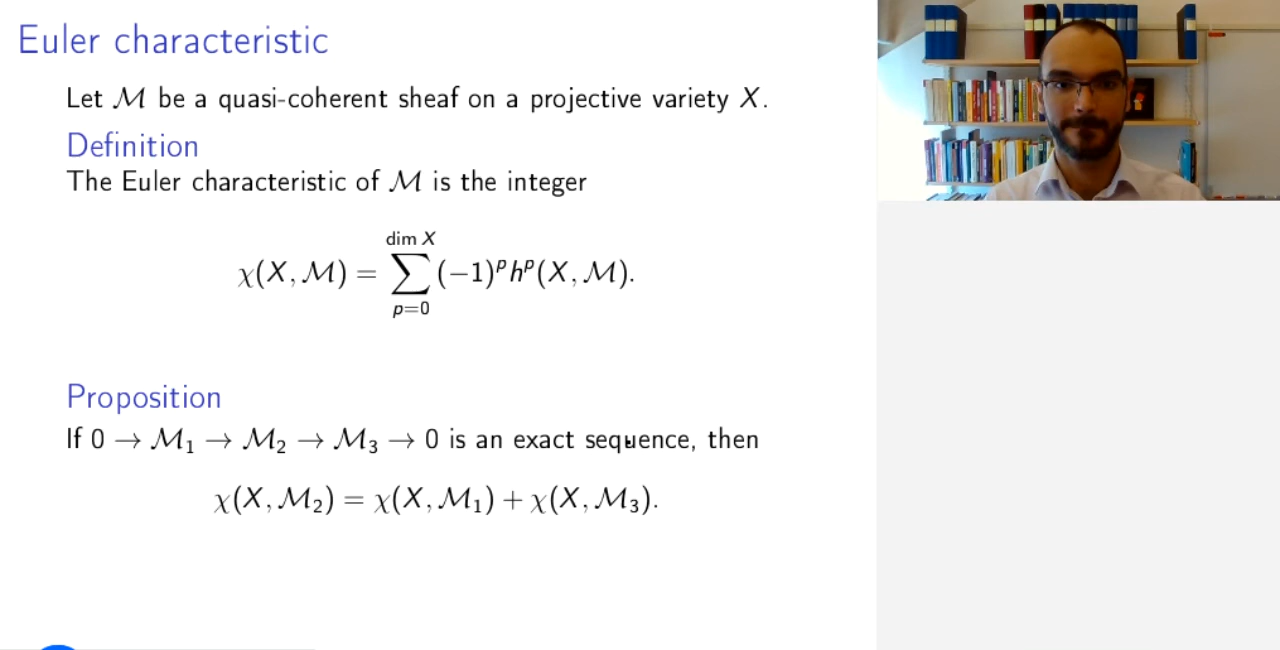 Euler characteristic
Let ℳ be a quasi-coherent sheaf on a projective variety X.
Definition
The Euler characteristic of ℳ is the integer
χ(X, ℳ) = ∑_{p=0}^{dim X} (−1)^p h^p(X, ℳ).
Proposition
If 0 → ℳ₁ → ℳ₂ → ℳ₃ → 0 is an exact sequence, then
χ(X, ℳ₂) = χ(X, ℳ₁) + χ(X, ℳ₃).